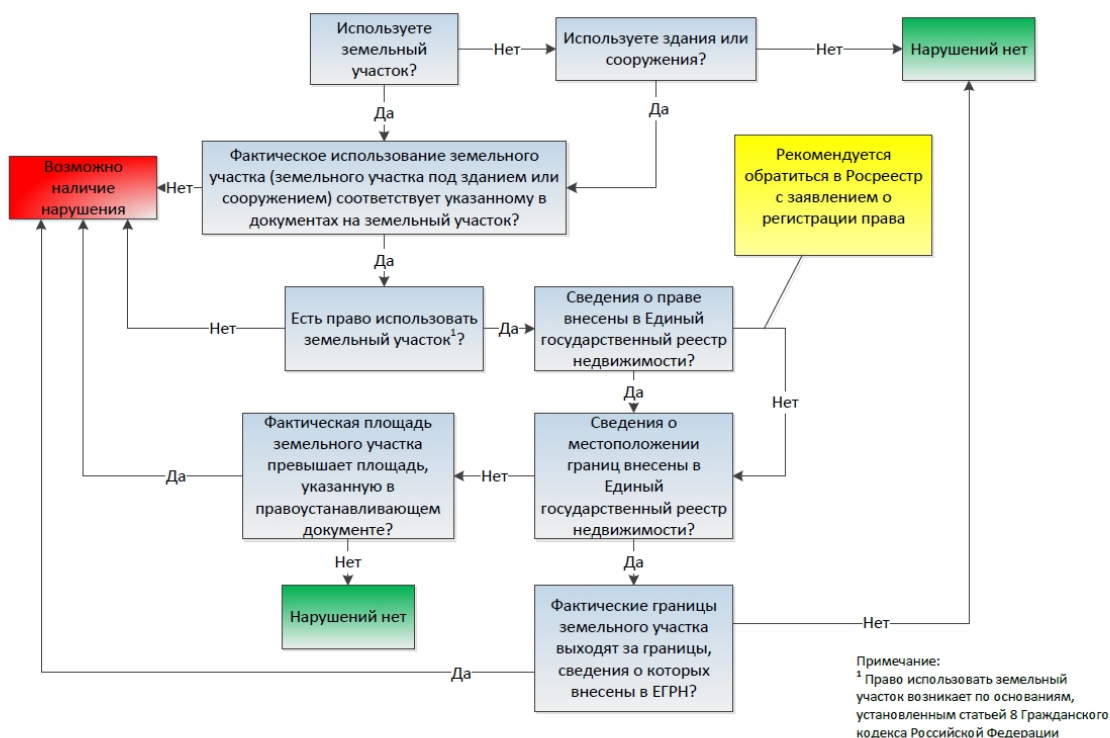 Используете
земельный
участок?
Нет
Используете здания или
сооружения?
Нет
Нарушений нет
Да
Да
Возможно
наличие
нарушения
Нет
Фактическое использование земельного
участка (земельного участка под зданием или
сооружением) соответствует указанному в
документах на земельный участок?
Рекомендуется
обратиться в Росреестр
с заявлением о
регистрации права
Да
Нет
Есть право использовать
земельный участок¹?
Да
Сведения о праве
внесены в Единый
государственный реестр
недвижимости?
Да
Нет
Фактическая площадь
земельного участка
превышает площадь,
указанную в
правоустанавливающем
документе?
Да
Нет
Сведения о
местоположении
границ внесены в
Единый
государственный реестр
недвижимости?
Нет
Да
Нарушений нет
Фактические границы
земельного участка
выходят за границы,
сведения о которых
внесены в ЕГРН?
Да
Нет
Примечание:
¹ Право использовать земельный
участок возникает по основаниям,
установленным статьей 8 Гражданского
кодекса Российской Федерации